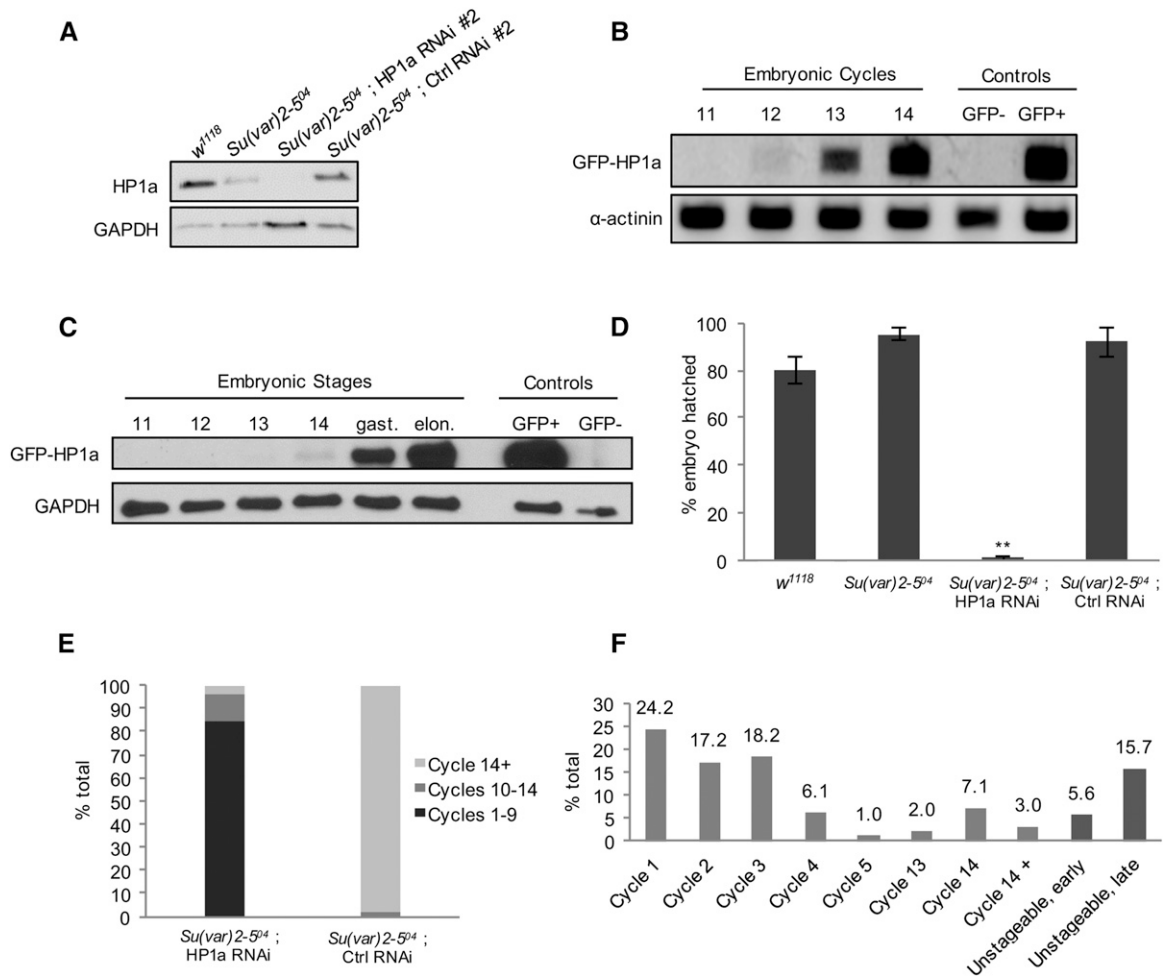 A
w1118
Su(var)2-504
Su(var)2-504 ; HP1a RNAi #2
Su(var)2-504 ; Ctrl RNAi #2
HP1a
GAPDH
B
Embryonic Cycles
Controls
11 12 13 14 GFP- GFP+
GFP-HP1a
α-actinin
C
Embryonic Stages
Controls
11 12 13 14 gast. elon. GFP+ GFP-
GFP-HP1a
GAPDH
D
% embryo hatched
100
80
60
40
20
0
**
w1118
Su(var)2-504
Su(var)2-504 ;
HP1a RNAi
Su(var)2-504 ;
Ctrl RNAi
E
% total
100
90
80
70
60
50
40
30
20
10
0
Cycle 14+
Cycles 10-14
Cycles 1-9
Su(var)2-504 ;
HP1a RNAi
Su(var)2-504 ;
Ctrl RNAi
F
% total
30
25
20
15
10
5
0
24.2
17.2
18.2
6.1
1.0
2.0
7.1
3.0
5.6
15.7
Cycle 1
Cycle 2
Cycle 3
Cycle 4
Cycle 5
Cycle 13
Cycle 14
Cycle 14 +
Unstageable, early
Unstageable, late